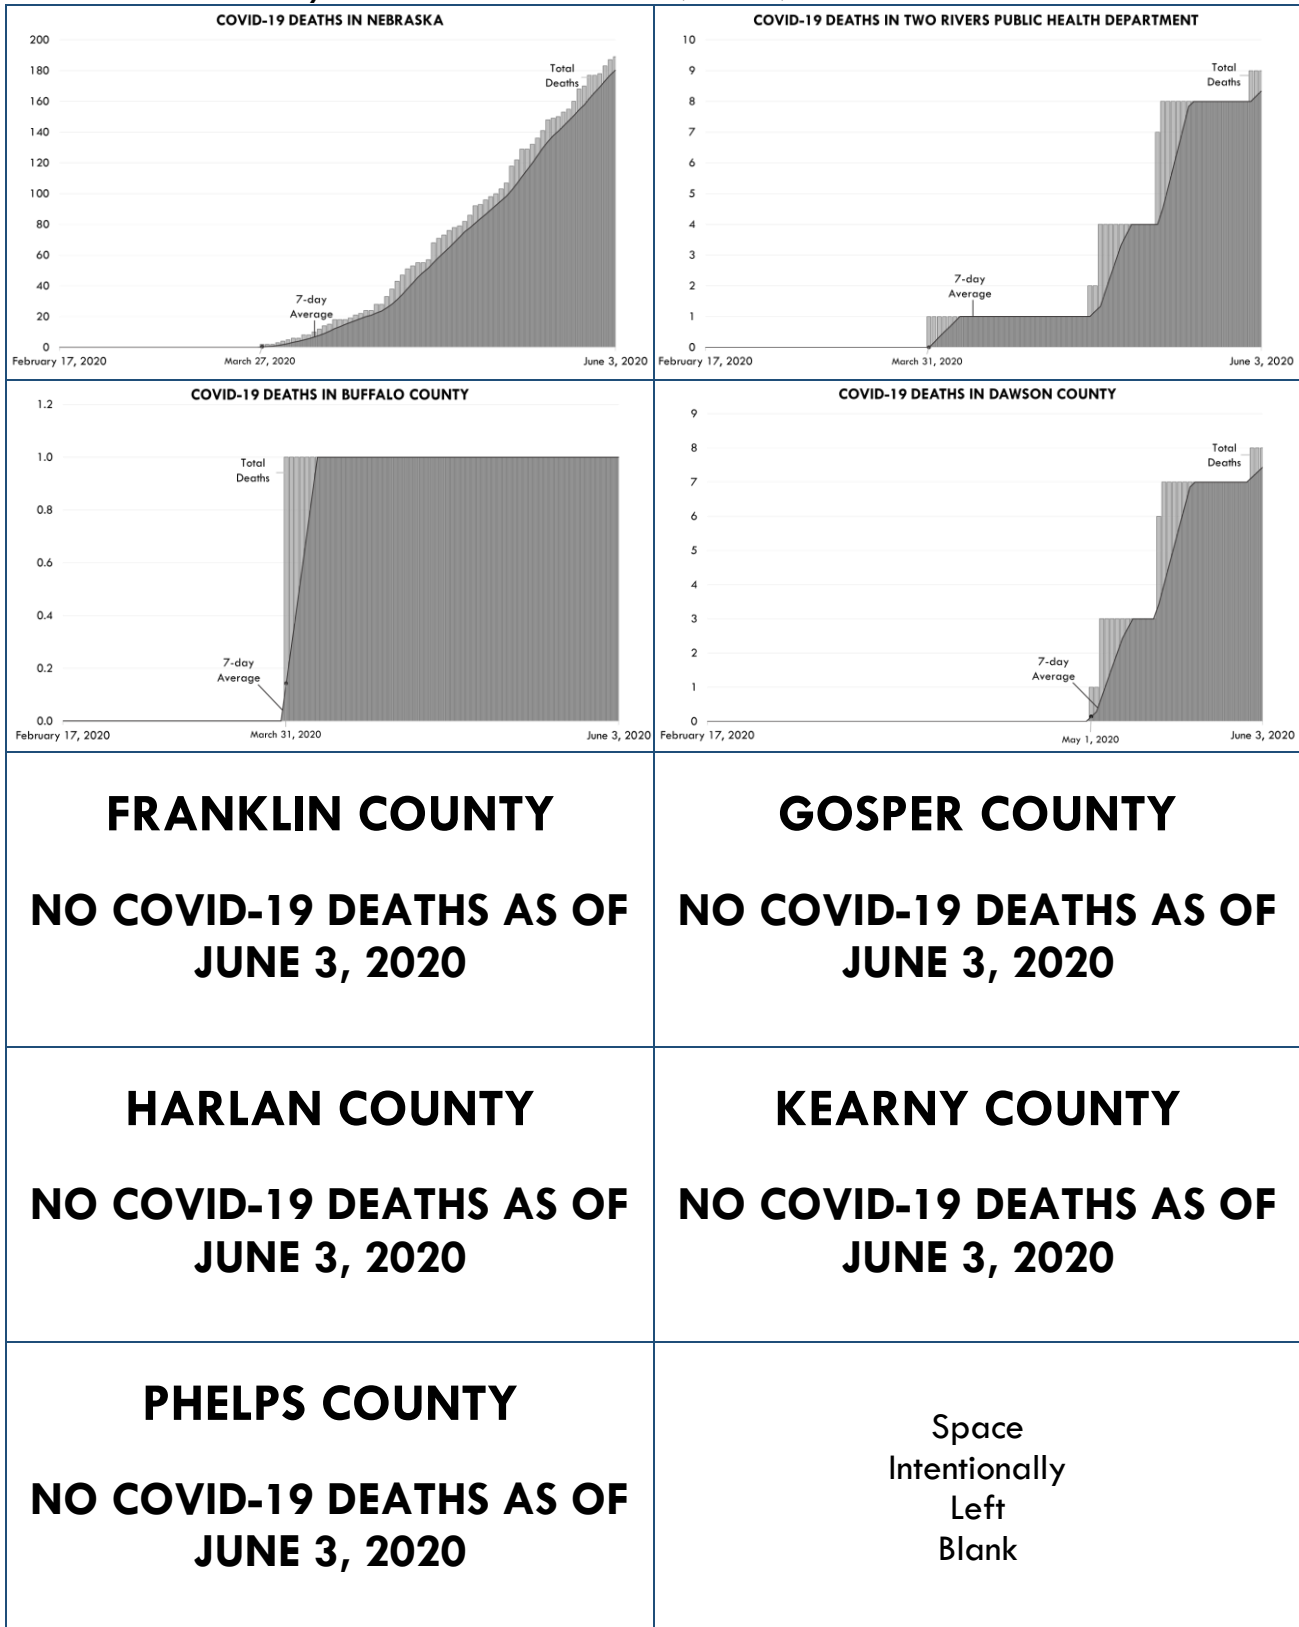 COVID-19 DEATHS IN NEBRASKA
200
180
160
140
120
100
80
60
40
20
0
Total
Deaths
7-day
Average
February 17, 2020
March 27, 2020
June 3, 2020
COVID-19 DEATHS IN TWO RIVERS PUBLIC HEALTH DEPARTMENT
10
9
8
7
6
5
4
3
2
1
0
Total
Deaths
7-day
Average
February 17, 2020
March 31, 2020
June 3, 2020
COVID-19 DEATHS IN BUFFALO COUNTY
1.2
1.0
0.8
0.6
0.4
0.2
0.0
Total
Deaths
7-day
Average
February 17, 2020
March 31, 2020
June 3, 2020
COVID-19 DEATHS IN DAWSON COUNTY
9
8
7
6
5
4
3
2
1
0
Total
Deaths
7-day
Average
February 17, 2020
May 1, 2020
June 3, 2020
FRANKLIN COUNTY
NO COVID-19 DEATHS AS OF
JUNE 3, 2020
GOSPER COUNTY
NO COVID-19 DEATHS AS OF
JUNE 3, 2020
HARLAN COUNTY
NO COVID-19 DEATHS AS OF
JUNE 3, 2020
KEARNY COUNTY
NO COVID-19 DEATHS AS OF
JUNE 3, 2020
PHELPS COUNTY
NO COVID-19 DEATHS AS OF
JUNE 3, 2020
Space
Intentionally
Left
Blank